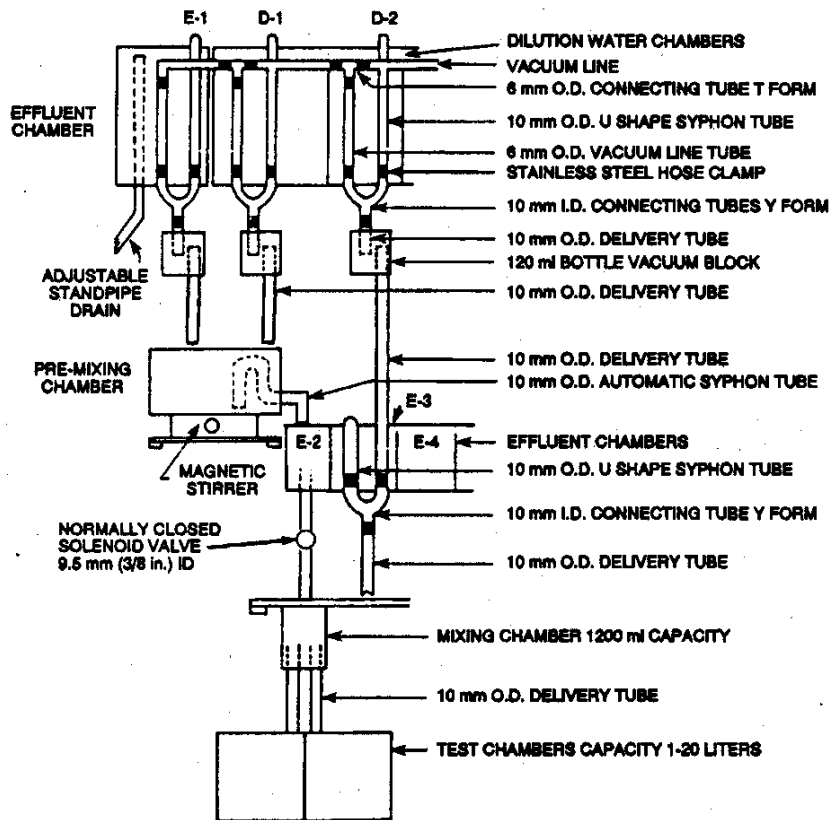 E-1 D-1 D-2
DILUTION WATER CHAMBERS
VACUUM LINE
6 mm O.D. CONNECTING TUBE T FORM
EFFLUENT
CHAMBER
10 mm O.D. U SHAPE SYPHON TUBE
6 mm O.D. VACUUM LINE TUBE
STAINLESS STEEL HOSE CLAMP
10 mm I.D. CONNECTING TUBES Y FORM
10 mm O.D. DELIVERY TUBE
120 ml BOTTLE VACUUM BLOCK
ADJUSTABLE
STANDPIPE
DRAIN
10 mm O.D. DELIVERY TUBE
PRE-MIXING
CHAMBER
10 mm O.D. DELIVERY TUBE
10 mm O.D. AUTOMATIC SYPHON TUBE
E-3
E-2 E-4
EFFLUENT CHAMBERS
MAGNETIC
STIRRER
10 mm O.D. U SHAPE SYPHON TUBE
10 mm I.D. CONNECTING TUBE Y FORM
NORMALLY CLOSED
SOLENOID VALVE
9.5 mm (3/8 in.) ID
10 mm O.D. DELIVERY TUBE
MIXING CHAMBER 1200 ml CAPACITY
10 mm O.D. DELIVERY TUBE
TEST CHAMBERS CAPACITY 1-20 LITERS